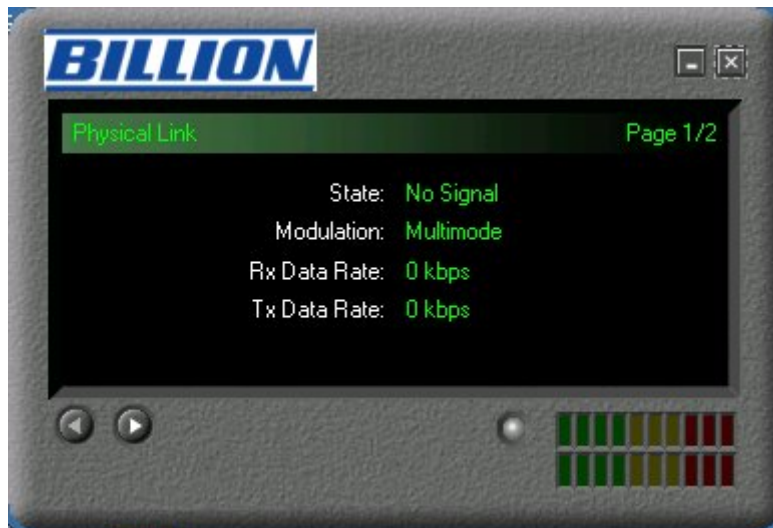 BILLION
Physical Link Page 1/2
State: No Signal
Modulation: Multimode
Rx Data Rate: 0 kbps
Tx Data Rate: 0 kbps